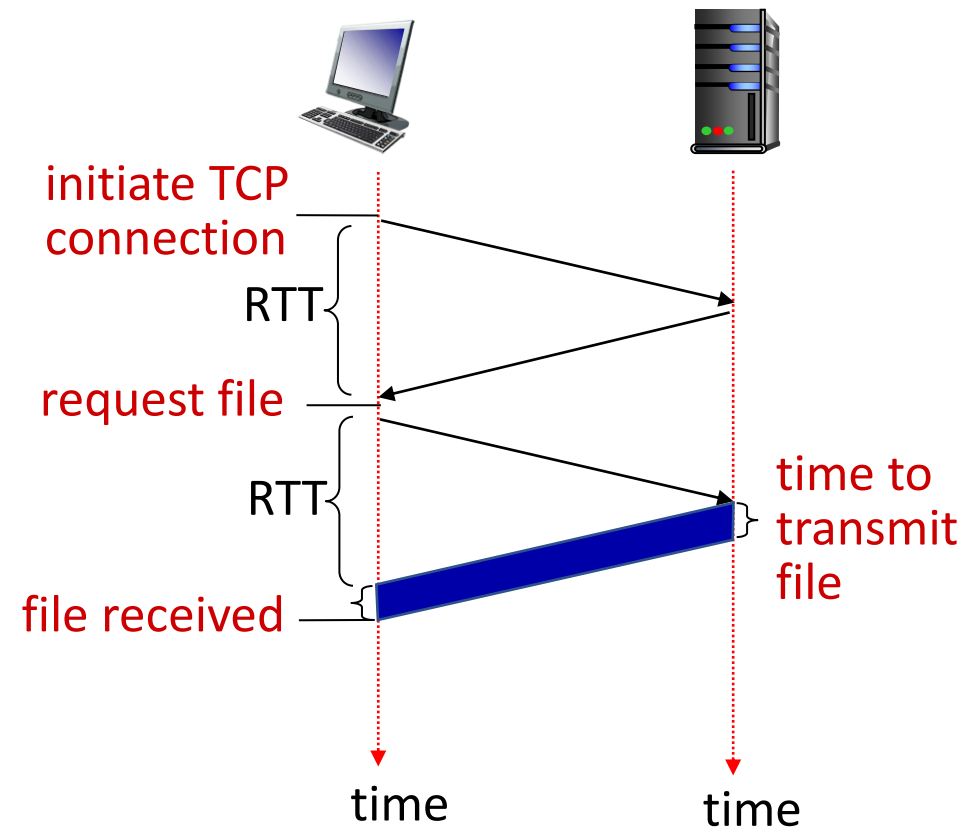 initiate TCP
connection
RTT
request file
RTT
time to
transmit
file
file received
time
time